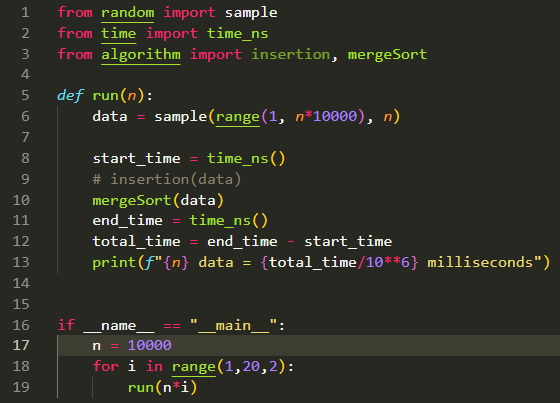 1 from random import sample
2 from time import time_ns
3 from algorithm import insertion, mergeSort
4
5 def run(n):
6     data = sample(range(1, n*10000), n)
7
8     start_time = time_ns()
9     # insertion(data)
10     mergeSort(data)
11     end_time = time_ns()
12     total_time = end_time - start_time
13     print(f"{n} data = {total_time/10**6} milliseconds")
14
15
16 if __name__ == "__main__":
17     n = 10000
18     for i in range(1,20,2):
19         run(n*i)